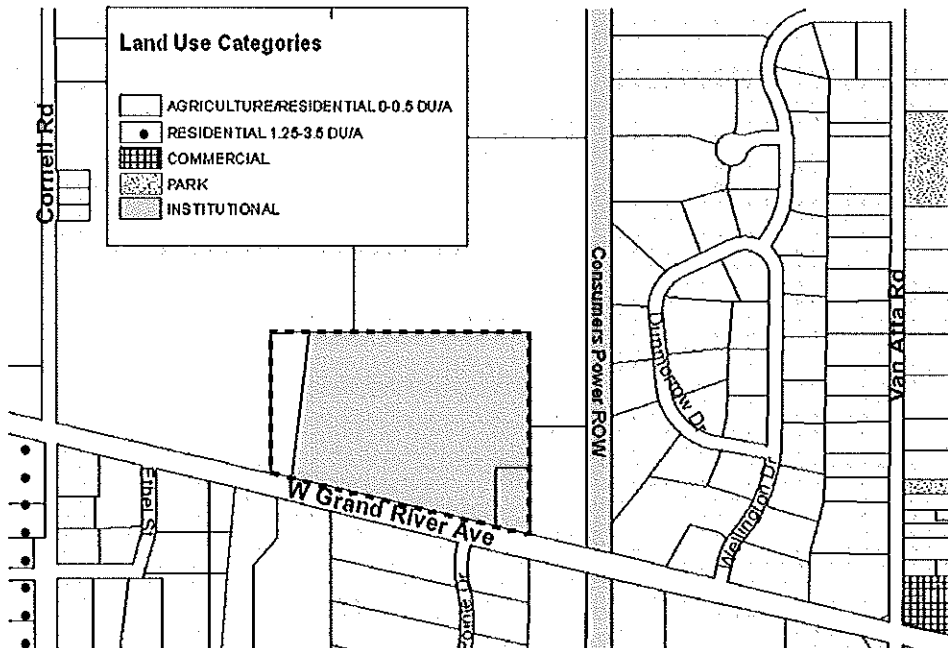 Land Use Categories
AGRICULTURE/RESIDENTIAL 0-0.5 DU/A
RESIDENTIAL 1.25-3.5 DU/A
COMMERCIAL
PARK
INSTITUTIONAL
Cornell Rd
Consumers Power ROW
Van Atta Rd
Wellington Dr
W Grand River Ave
Ethel St
Dr